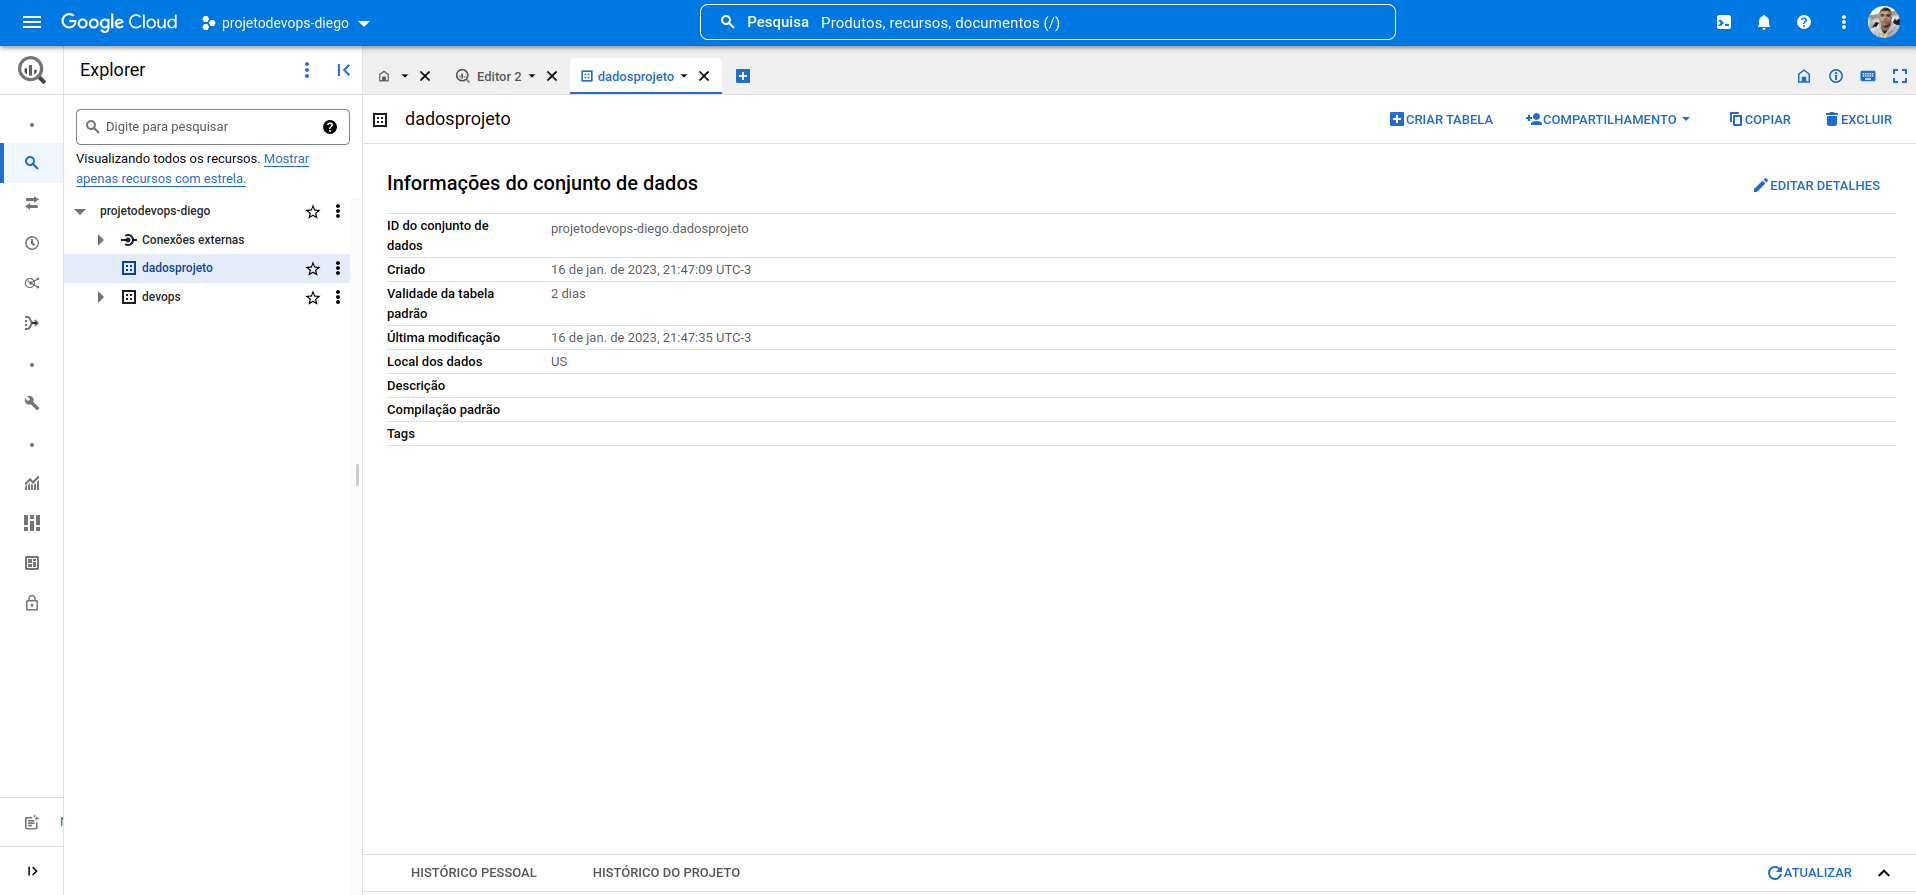 Google Cloud
projetodevops-diego
Pesquisa Produtos, recursos, documentos (/)
Explorer
Editor 2
dadosprojeto
Digite para pesquisar
Visualizando todos os recursos. Mostrar
apenas recursos com estrela.
projetodevops-diego
Conexões externas
dadosprojeto
devops
dadosprojeto
CRIAR TABELA
COMPARTILHAMENTO
COPIAR
EXCLUIR
Informações do conjunto de dados
EDITAR DETALHES
ID do conjunto de
dados
projetodevops-diego.dadosprojeto
Criado
16 de jan. de 2023, 21:47:09 UTC-3
Validade da tabela
padrão
2 dias
Última modificação
16 de jan. de 2023, 21:47:35 UTC-3
Local dos dados
US
Descrição
Compilação padrão
Tags
HISTÓRICO PESSOAL
HISTÓRICO DO PROJETO
ATUALIZAR